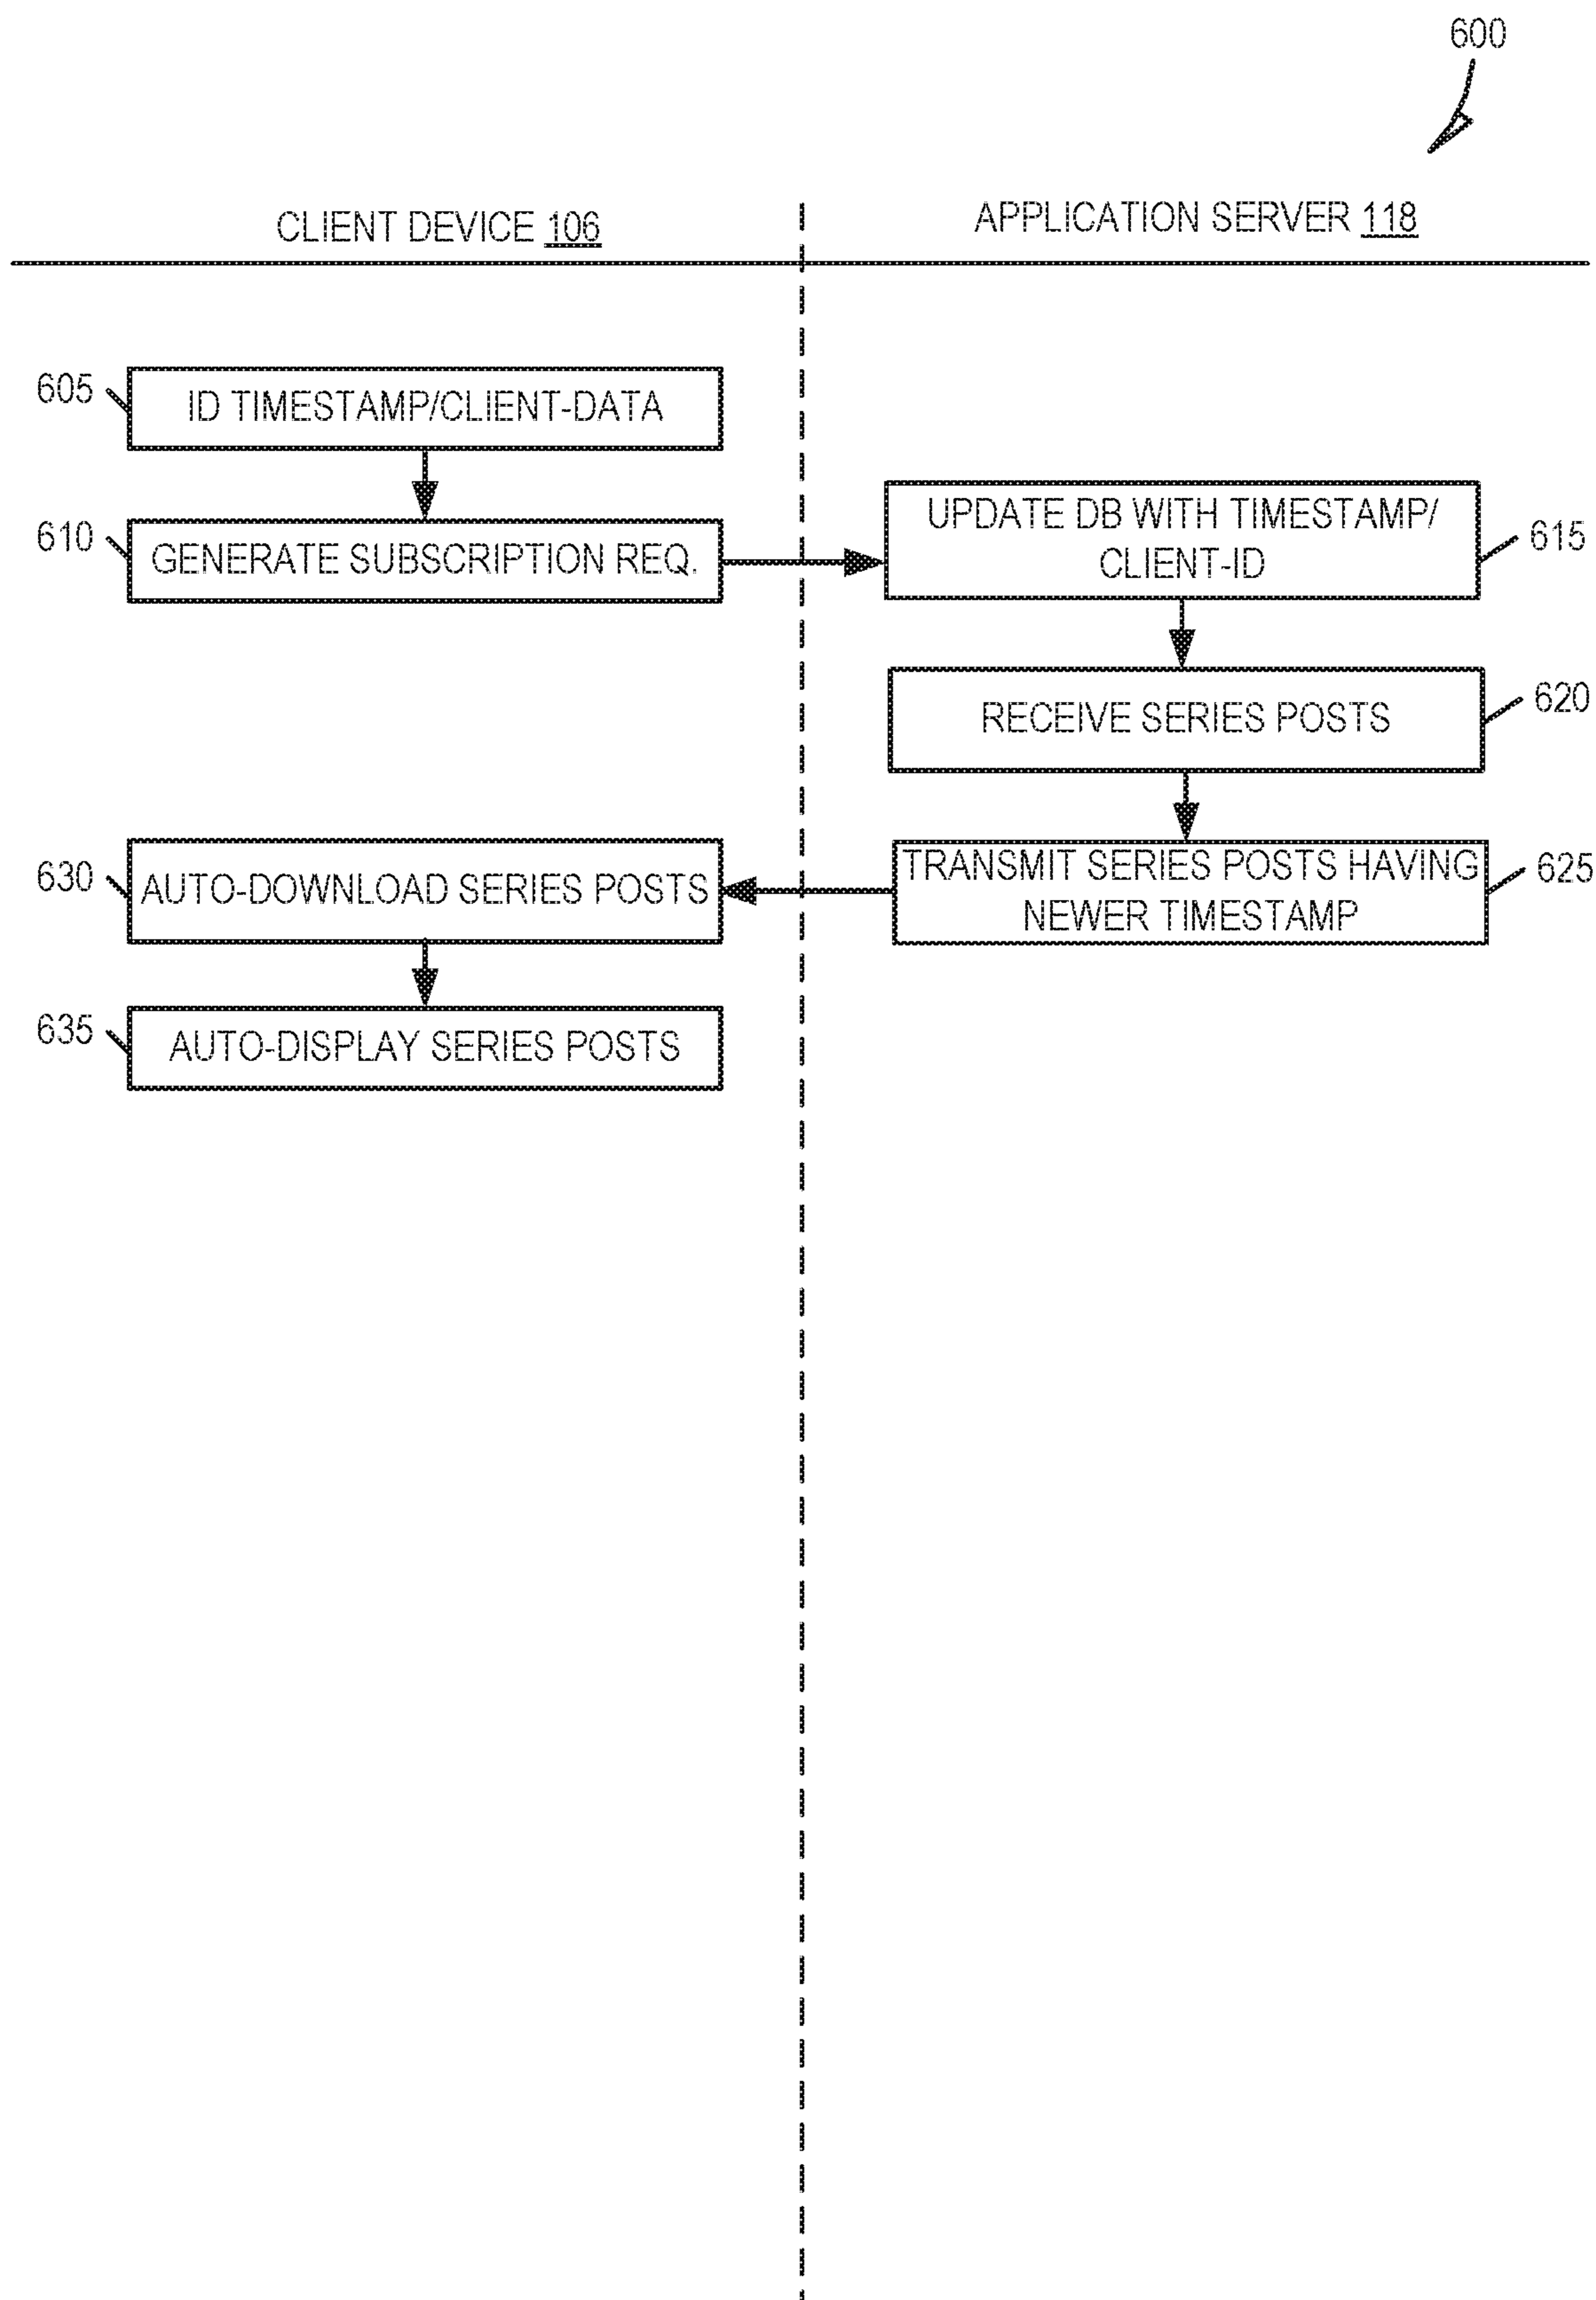 600
CLIENT DEVICE 106
APPLICATION SERVER 118
605
ID TIMESTAMP/CLIENT-DATA
610
GENERATE SUBSCRIPTION REQ.
UPDATE DB WITH TIMESTAMP/
CLIENT-ID
615
RECEIVE SERIES POSTS
620
TRANSMIT SERIES POSTS HAVING
NEWER TIMESTAMP
625
630
AUTO-DOWNLOAD SERIES POSTS
635
AUTO-DISPLAY SERIES POSTS